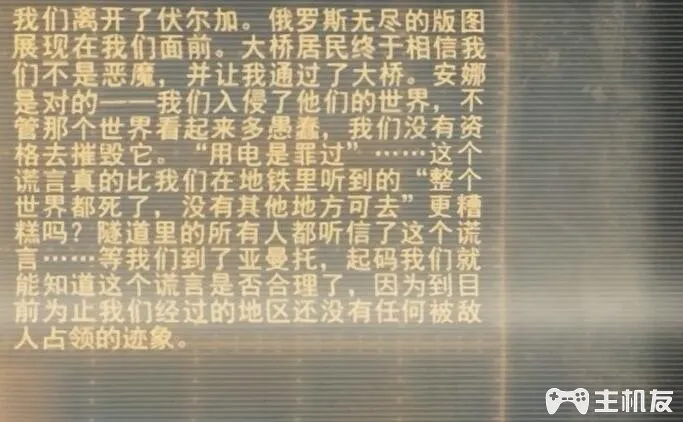 我们离开了伏尔加。俄罗斯无尽的版图
展现在我们面前。大桥居民终于相信我
们不是恶魔，并让我通过了大桥。安娜
是对的——我们入侵了他们的世界，不
管那个世界看起来多愚蠢，我们没有资
格去摧毁它。“用电是罪过”……这个
谎言真的比我们在地铁里听到的“整个
世界都死了，没有其他地方可去”更糟
糕吗？隧道里的所有人都听信了这个谎
言……等我们到了亚曼托，起码我们就
能知道这个谎言是否合理了，因为到目
前为止我们经过的地区还没有任何被敌
人占领的迹象。
主机友